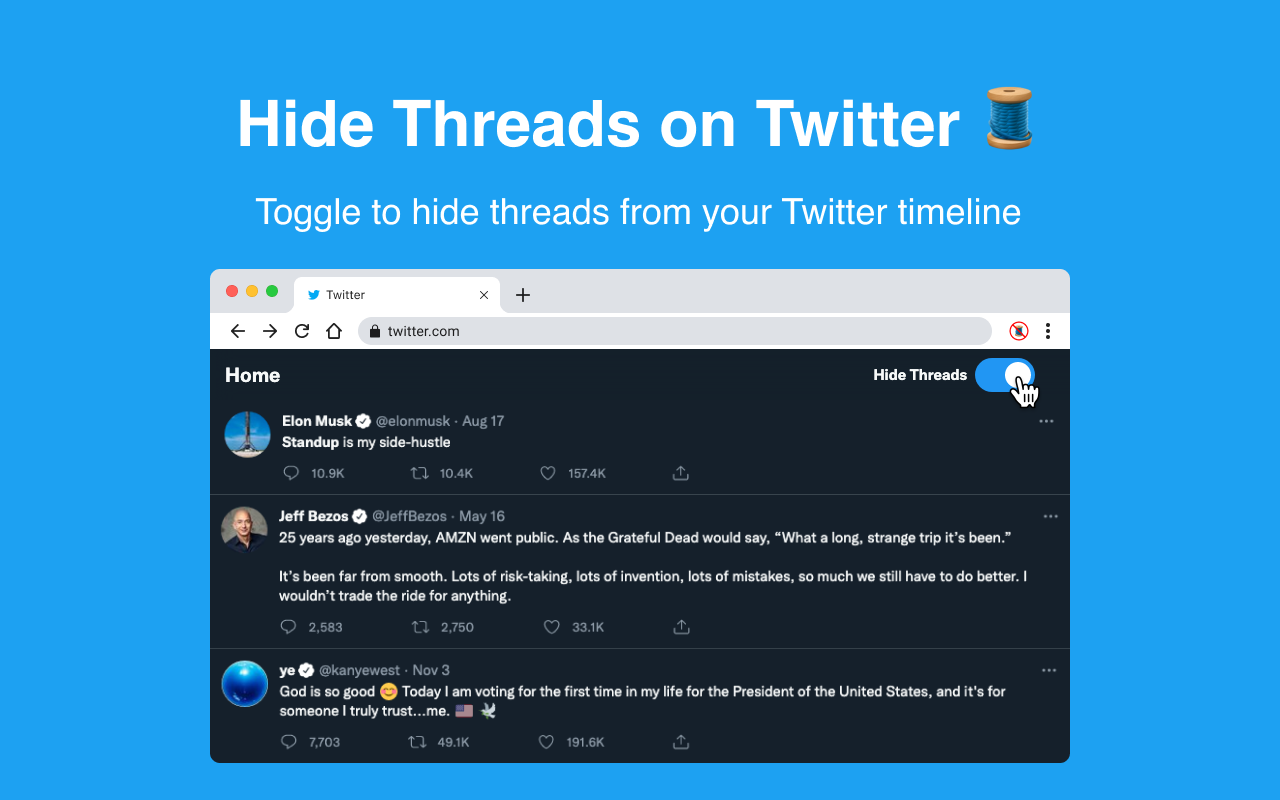 Hide Threads on Twitter 🧵
Toggle to hide threads from your Twitter timeline
Twitter
twitter.com
Home
Hide Threads
Elon Musk @elonmusk · Aug 17
Standup is my side-hustle
10.9K 10.4K 157.4K
Jeff Bezos @JeffBezos · May 16
25 years ago yesterday, AMZN went public. As the Grateful Dead would say, “What a long, strange trip it’s been.”
It’s been far from smooth. Lots of risk-taking, lots of invention, lots of mistakes, so much we still have to do better. I
wouldn’t trade the ride for anything.
2,583 2,750 33.1K
ye @kanyewest · Nov 3
God is so good 😊 Today I am voting for the first time in my life for the President of the United States, and it's for
someone I truly trust...me. 🇺🇸 🕊
7,703 49.1K 191.6K